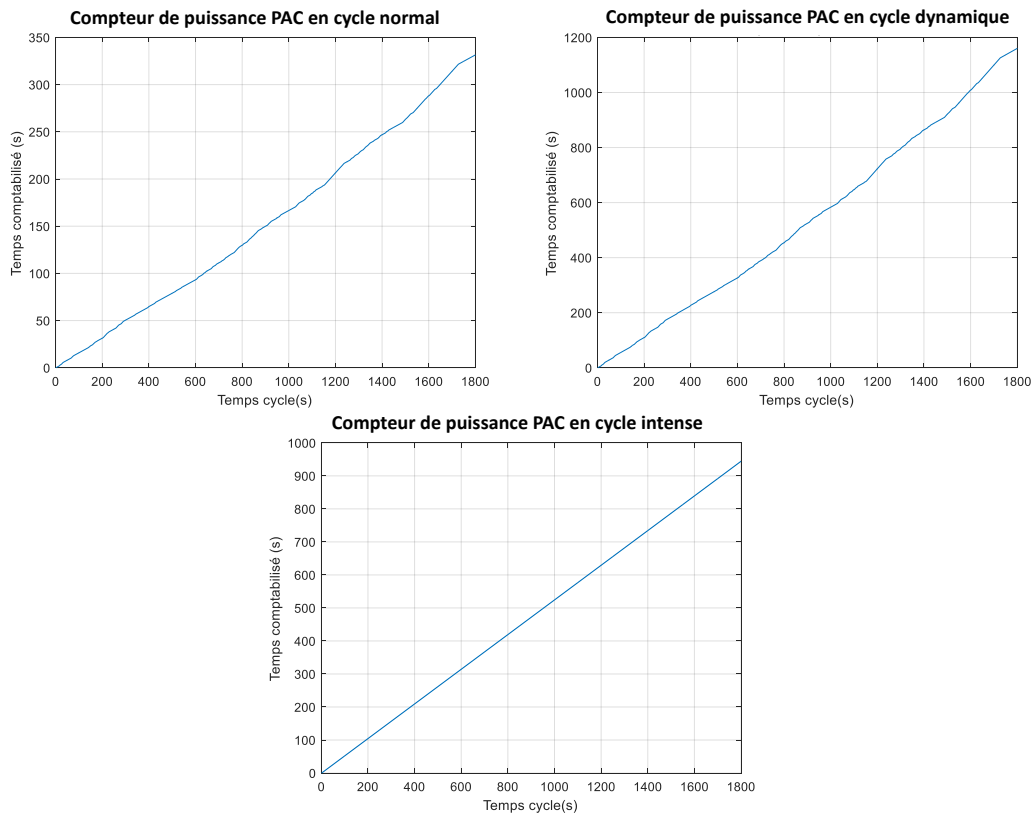 Compteur de puissance PAC en cycle normal
350
300
250
200
150
100
50
0
Temps comptabilisé (s)
0 200 400 600 800 1000 1200 1400 1600 1800
Temps cycle(s)
Compteur de puissance PAC en cycle dynamique
1200
1000
800
600
400
200
0
Temps comptabilisé (s)
0 200 400 600 800 1000 1200 1400 1600 1800
Temps cycle(s)
Compteur de puissance PAC en cycle intense
1000
900
800
700
600
500
400
300
200
100
0
Temps comptabilisé (s)
0 200 400 600 800 1000 1200 1400 1600 1800
Temps cycle(s)